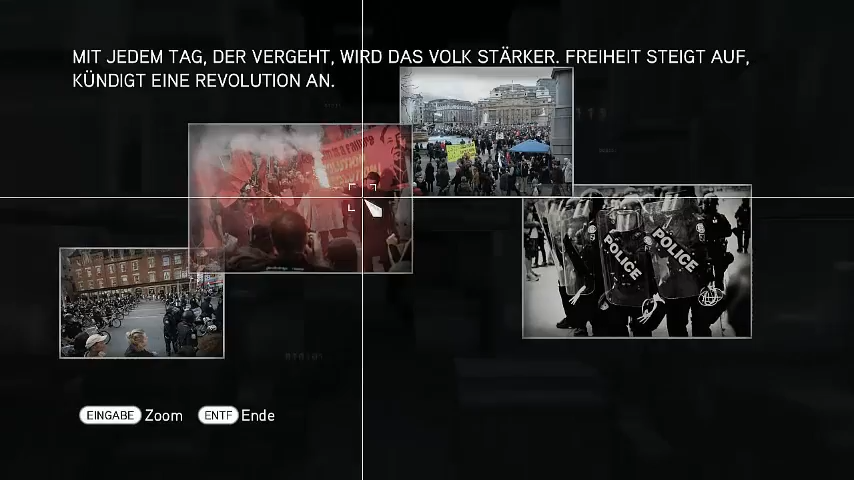 MIT JEDEM TAG, DER VERGEHT, WIRD DAS VOLK STÄRKER. FREIHEIT STEIGT AUF,
KÜNDIGT EINE REVOLUTION AN.
POLICE
POLICE
EINGABE Zoom ENTF Ende